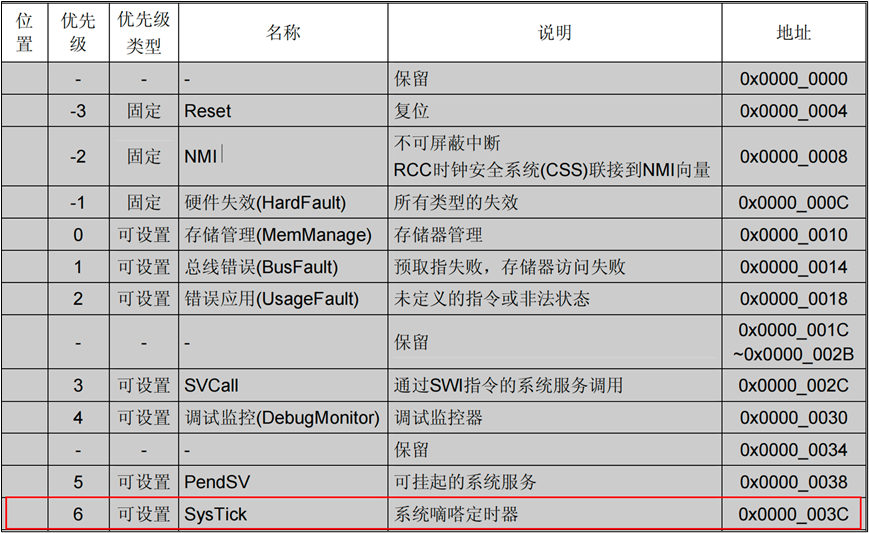 位置 优先级 优先级类型 名称 说明 地址
- - - 保留 0x0000_0000
-3 固定 Reset 复位 0x0000_0004
-2 固定 NMI 不可屏蔽中断
RCC时钟安全系统(CSS)联接到NMI向量 0x0000_0008
-1 固定 硬件失效(HardFault) 所有类型的失效 0x0000_000C
0 可设置 存储管理(MemManage) 存储器管理 0x0000_0010
1 可设置 总线错误(BusFault) 预取指失败，存储器访问失败 0x0000_0014
2 可设置 错误应用(UsageFault) 未定义的指令或非法状态 0x0000_0018
- - - 保留 0x0000_001C
~0x0000_002B
3 可设置 SVCall 通过SWI指令的系统服务调用 0x0000_002C
4 可设置 调试监控(DebugMonitor) 调试监控器 0x0000_0030
- - - 保留 0x0000_0034
5 可设置 PendSV 可挂起的系统服务 0x0000_0038
6 可设置 SysTick 系统嘀嗒定时器 0x0000_003C